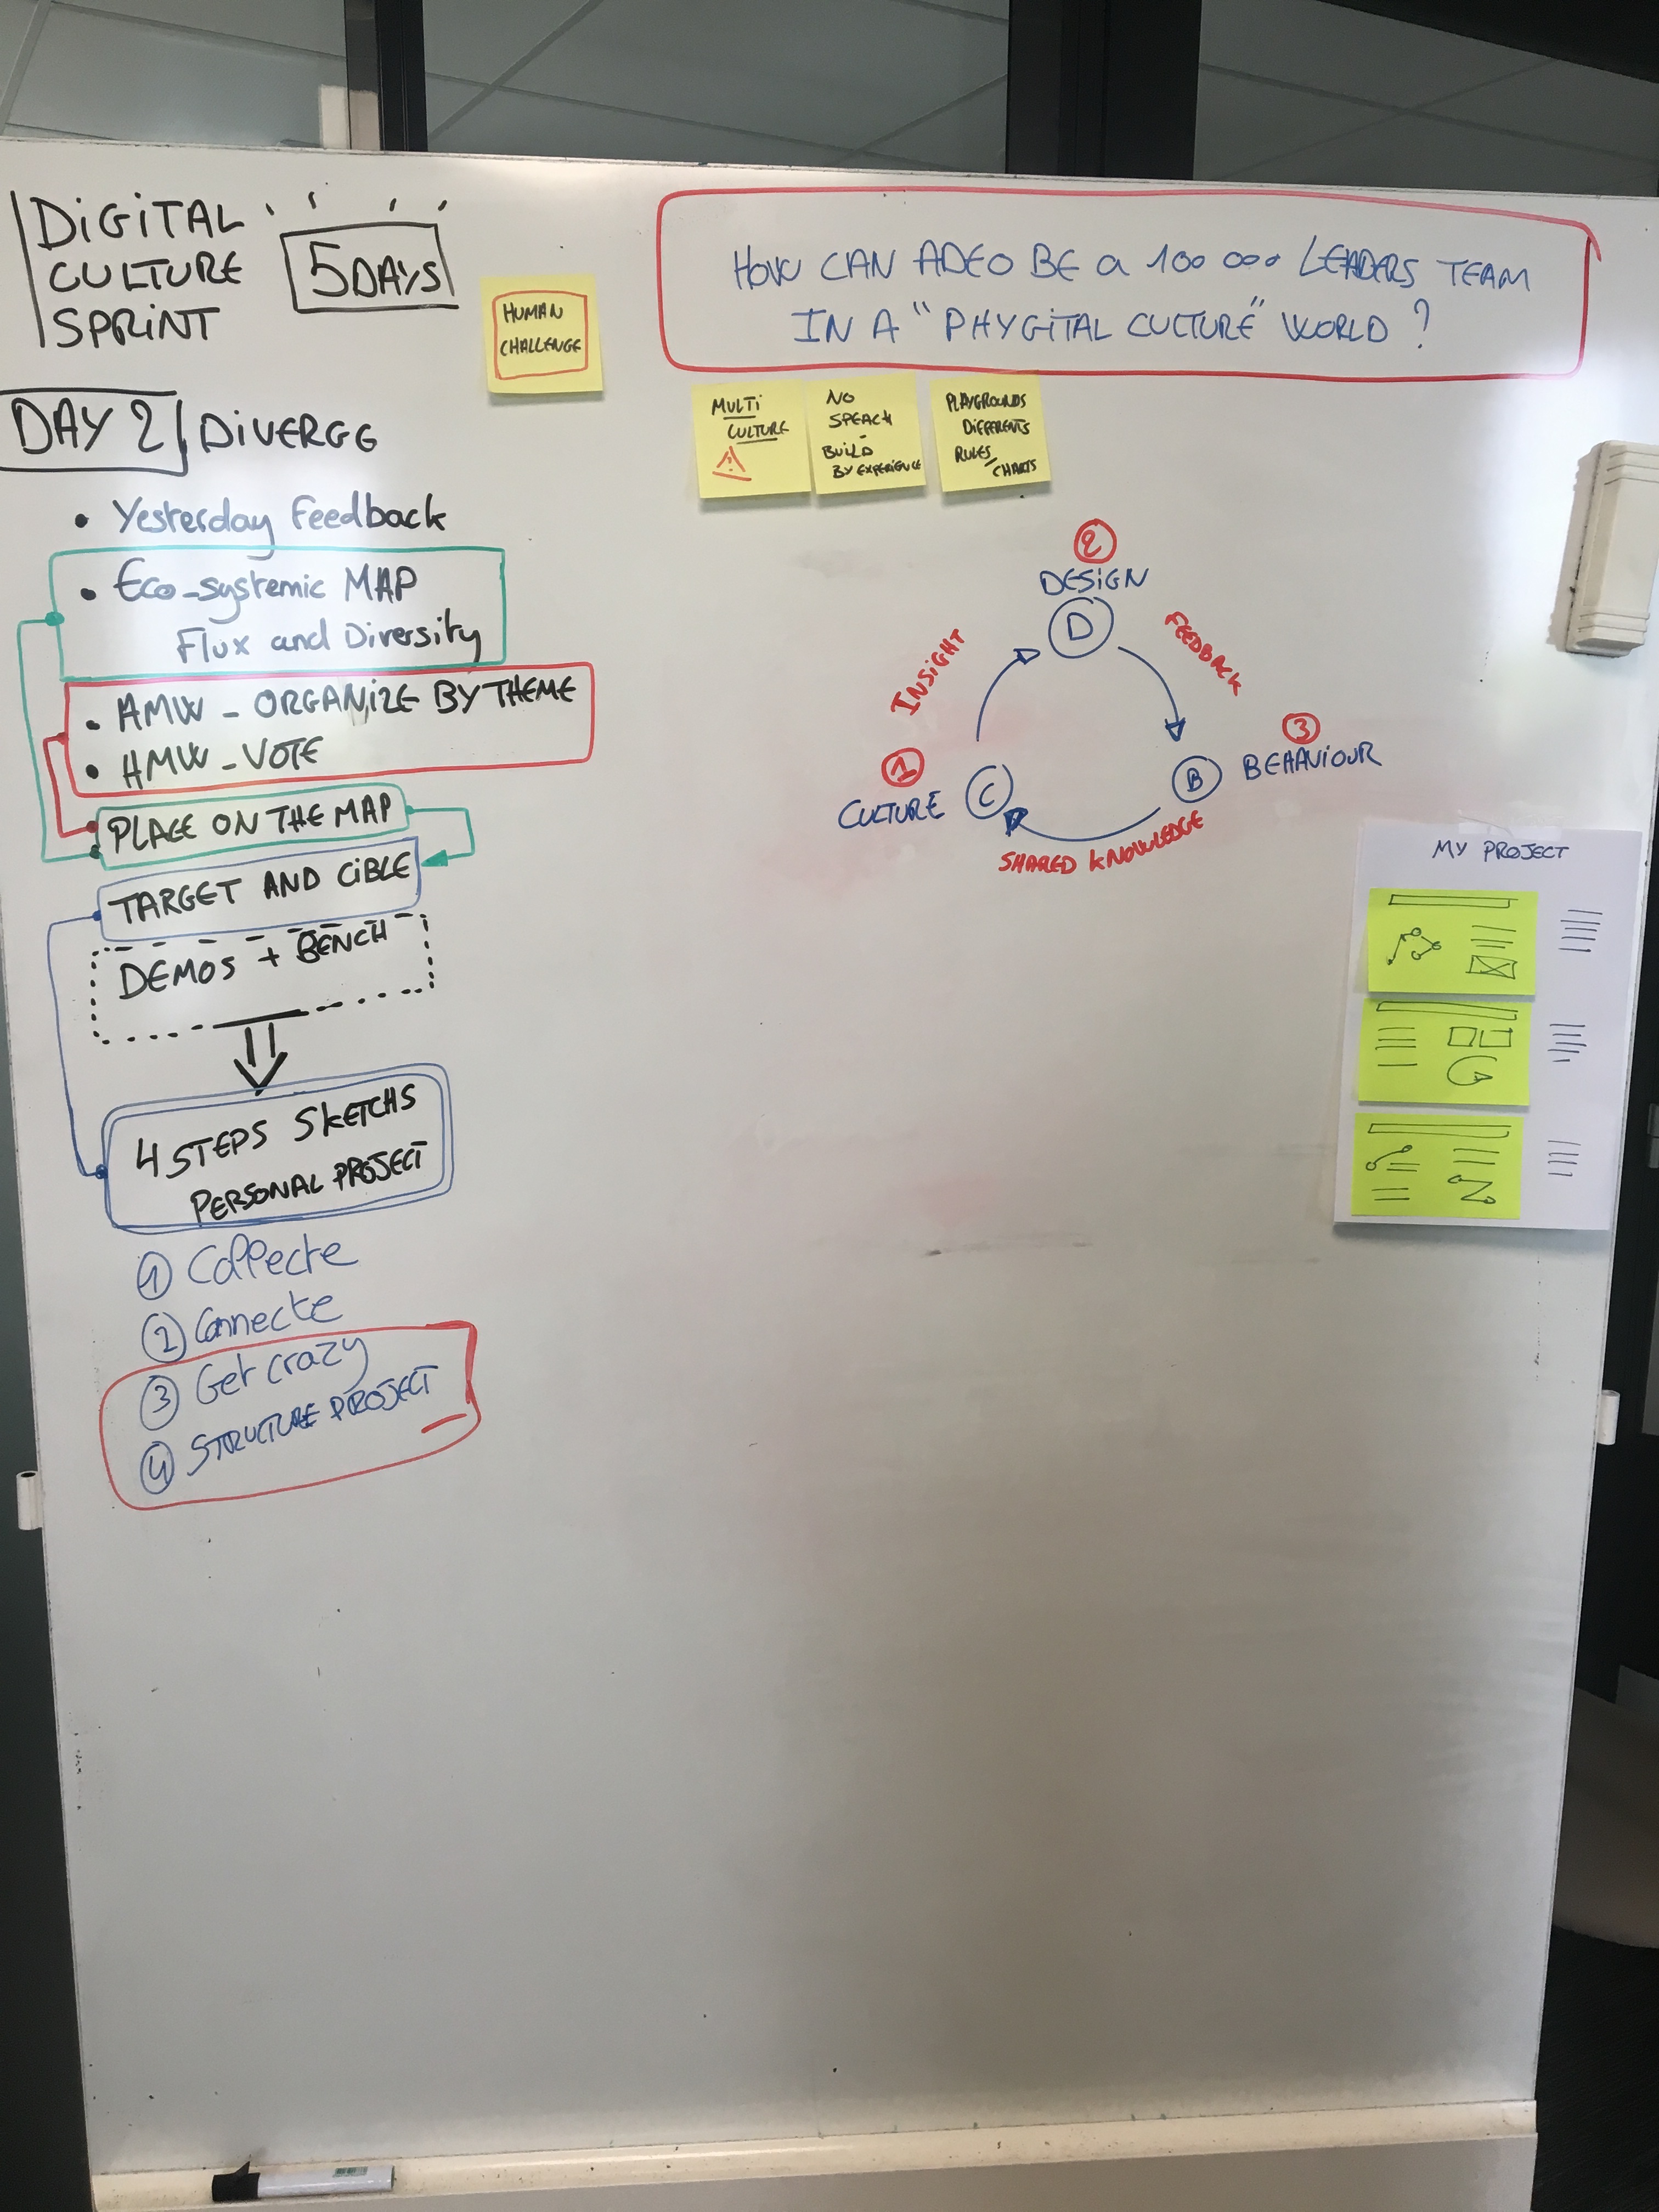 DiGiTAL
CULTURE
SPRiNT
5 DAYS
HUMAN
CHALLENGE
HOW CAN ADEO BE a 100 000 LEADERS TEAM
IN A "PHYGiTAL CULTURE" WORLD ?
MULTi
CULTURE
!
NO
SPEACH
-
BUiLD
BY EXPERiENCE
PLAYGROUNDS
DiFFERENTS
RULES/
CHARTS
DAY 2 / DiVERGG
• Yesterday Feedback
• Eco-systemic MAP
Flux and Diversity
• AMW - ORGANiZE BY THEME
• HMW - VOTE
PLACE ON THE MAP
TARGET AND CiBLE
DEMOS + BENCH
4 STEPS SKETCHS
PERSONAL PROJECT
1 Collecte
2 Connecte
3 Get crazy
4 STRUCTURE PROJECT
2
DESiGN
D
INSiGHT
FEEDBACK
1
CULTURE C
3
B BEHAViOUR
SHARED KNOWLEDGE
MY PROJECT